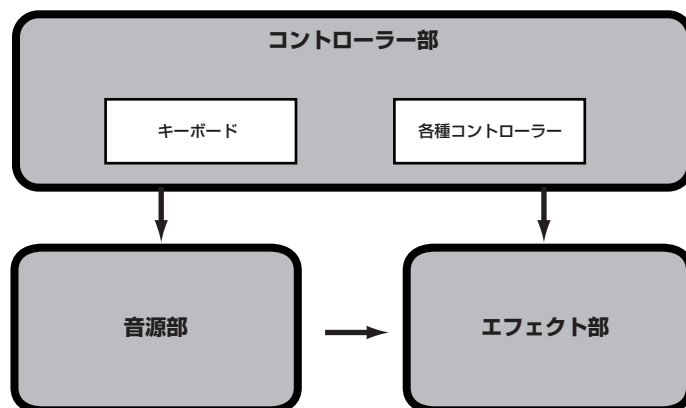 コントローラー部
キーボード
各種コントローラー
音源部
エフェクト部